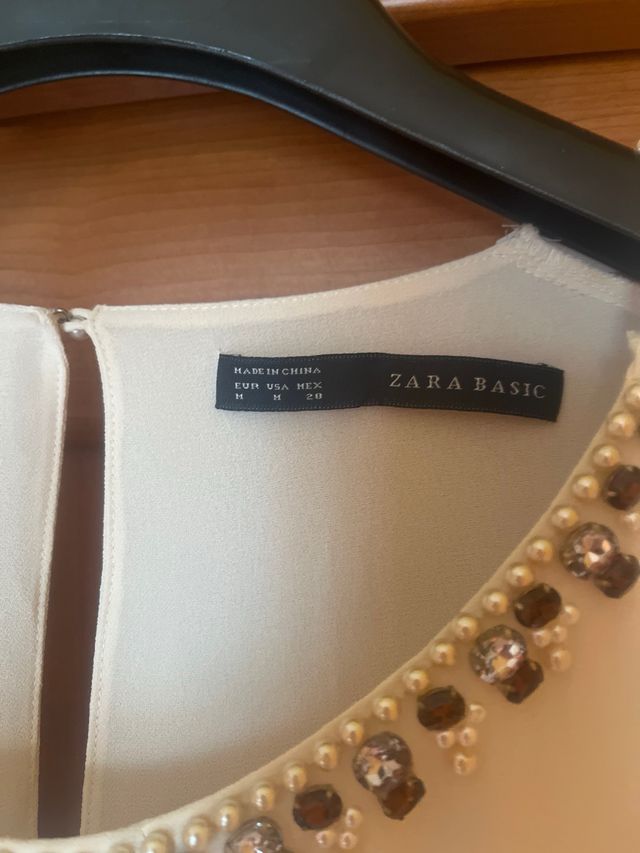 MADE IN CHINA
EUR USA MEX
M M 28
ZARA BASIC